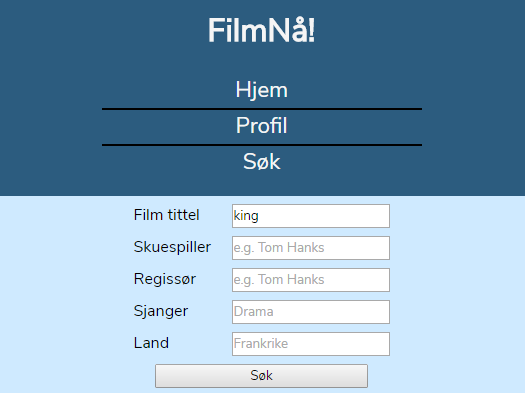 FilmNå!
Hjem
Profil
Søk
Film tittel king
Skuespiller e.g. Tom Hanks
Regissør e.g. Tom Hanks
Sjanger Drama
Land Frankrike
Søk